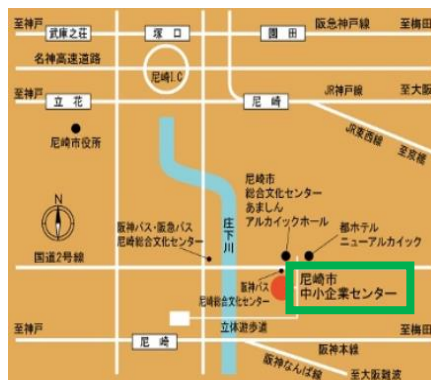 至神戸
武庫之荘
塚口
園田
阪急神戸線
至梅田
名神高速道路
尼崎I.C
至神戸
立花
尼崎
JR神戸線
至大阪
尼崎市役所
JR東西線
至京橋
N
尼崎市
総合文化センター
あましん
アルカイックホール
阪神バス・阪急バス
尼崎総合文化センター
庄下川
都ホテル
ニューアルカイック
国道2号線
阪神バス
尼崎総合文化センター
尼崎市
中小企業センター
至神戸
尼崎
立体遊歩道
阪神本線
至梅田
阪神なんば線
至大阪難波